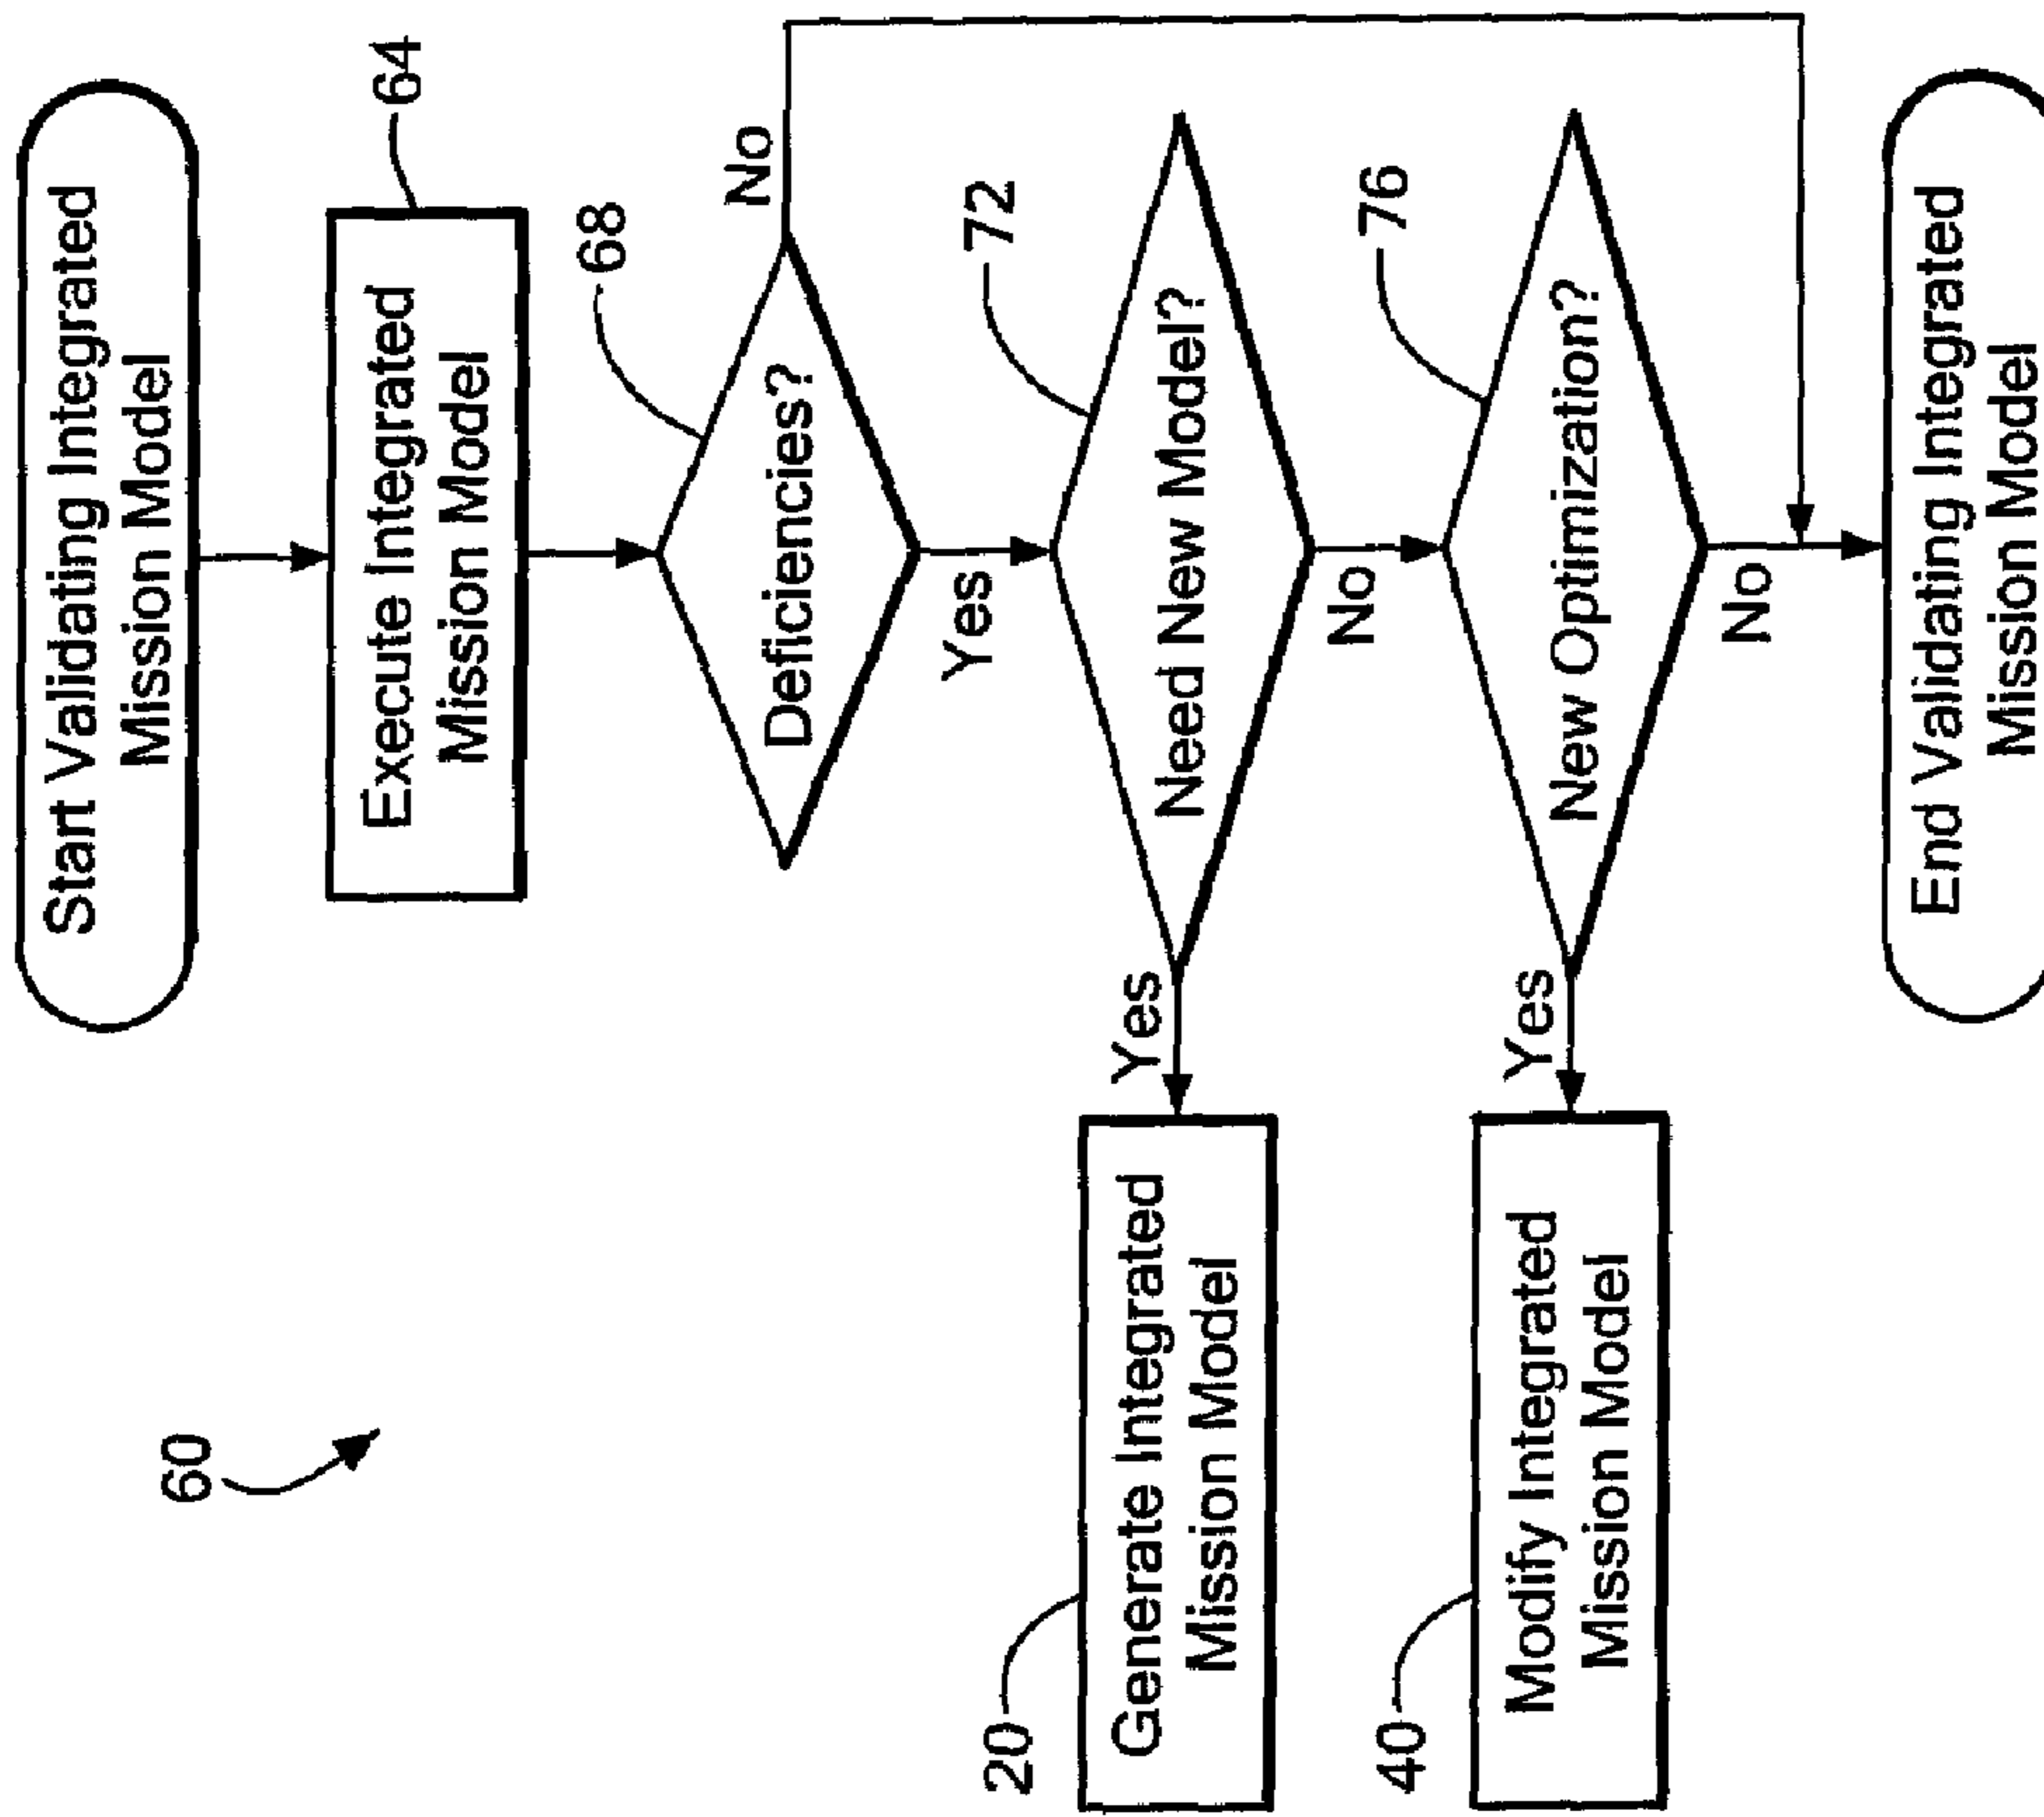 60
Start Validating Integrated
Mission Model
Execute Integrated
Mission Model
64
Deficiencies?
68
No
Yes
Need New Model?
72
Yes
Generate Integrated
Mission Model
20
No
New Optimization?
76
Yes
Modify Integrated
Mission Model
40
No
End Validating Integrated
Mission Model